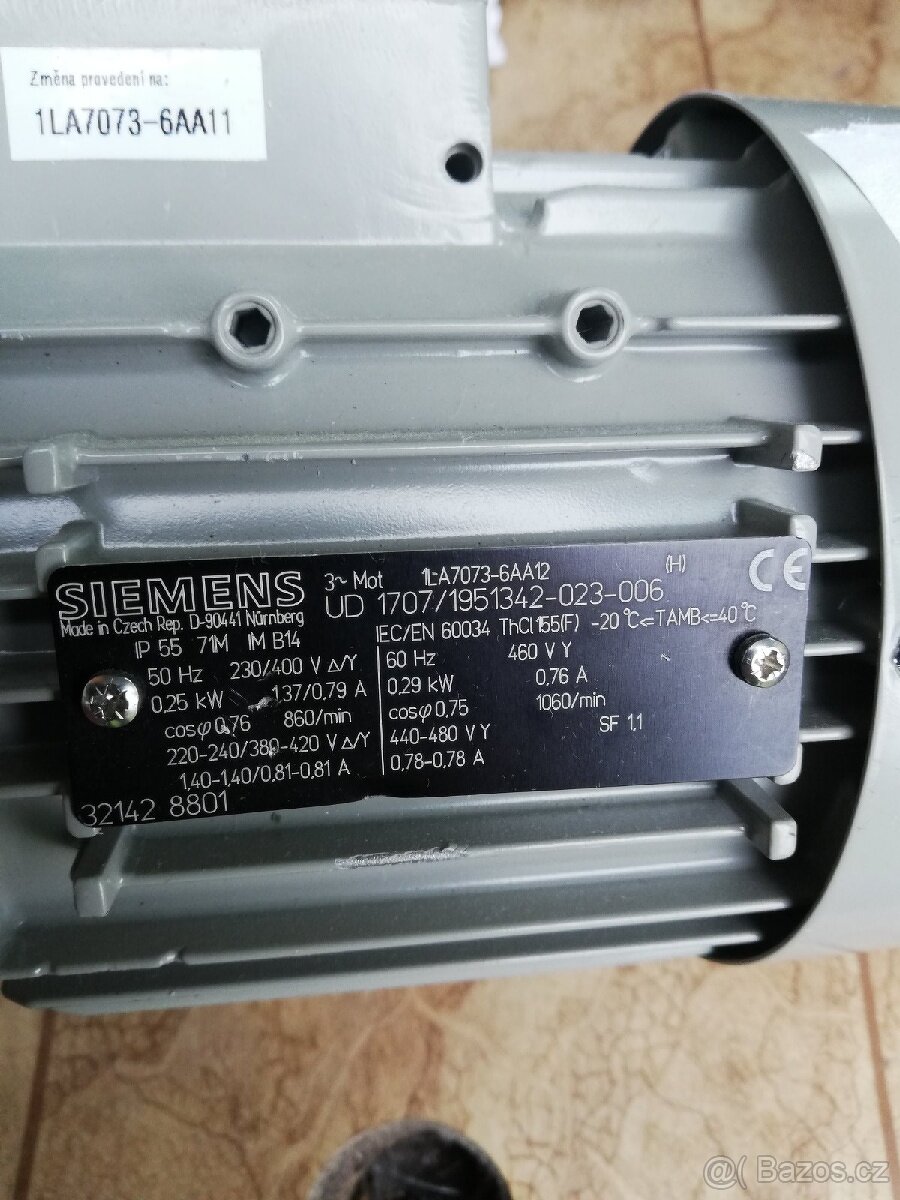 Změna provedení na:
1LA7073-6AA11
SIEMENS
Made in Czech Rep. D-90441 Nürnberg
3~ Mot 1LA7073-6AA12 (H)
UD 1707/1951342-023-006
CE
IEC/EN 60034 ThCl155(F) -20°C<=TAMB<=40°C
IP 55 71M IM B14
50 Hz 230/400 V Δ/Y
0,25 kW 1,37/0,79 A
cosφ 0,76 860/min
220-240/380-420 V Δ/Y
1,40-1,40/0,81-0,81 A
60 Hz 460 V Y
0,29 kW 0,76 A
cosφ 0,75 1060/min
440-480 V Y SF 1,1
0,78-0,78 A
32142 8801
@( Bazos.cz